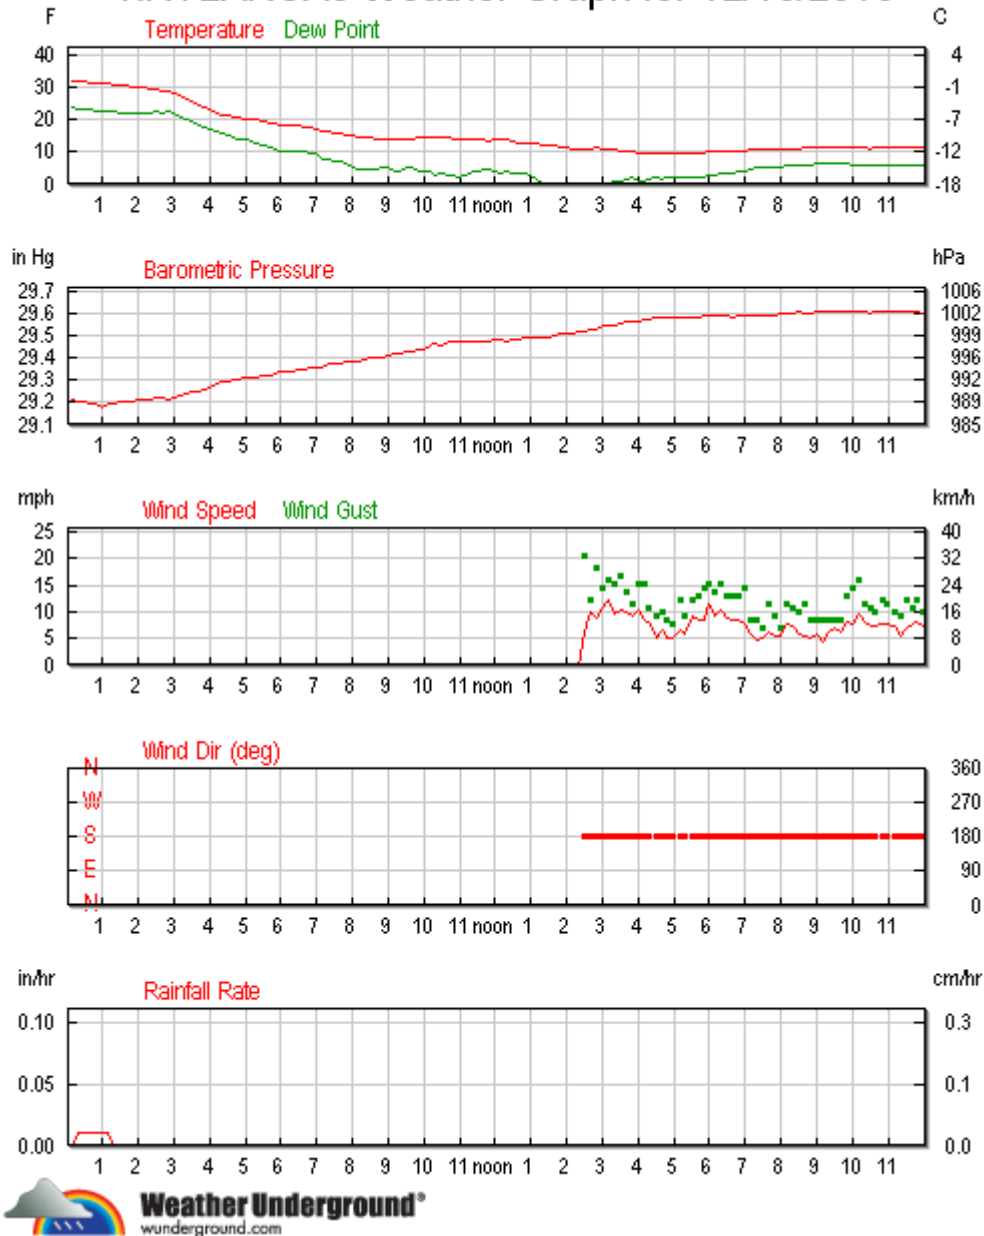 Weather Graph for
F
Temperature Dew Point
C
40 4
30 -1
20 -7
10 -12
0 -18
1 2 3 4 5 6 7 8 9 10 11 noon 1 2 3 4 5 6 7 8 9 10 11
in Hg
Barometric Pressure
hPa
29.7 1006
29.6 1002
29.5 999
29.4 996
29.3 992
29.2 989
29.1 985
1 2 3 4 5 6 7 8 9 10 11 noon 1 2 3 4 5 6 7 8 9 10 11
mph
Wind Speed Wind Gust
km/h
25 40
20 32
15 24
10 16
5 8
0 0
1 2 3 4 5 6 7 8 9 10 11 noon 1 2 3 4 5 6 7 8 9 10 11
Wind Dir (deg)
N 360
W 270
S 180
E 90
N 0
1 2 3 4 5 6 7 8 9 10 11 noon 1 2 3 4 5 6 7 8 9 10 11
in/hr
Rainfall Rate
cm/hr
0.10 0.3
0.05 0.1
0.00 0.0
1 2 3 4 5 6 7 8 9 10 11 noon 1 2 3 4 5 6 7 8 9 10 11
Weather Underground®
wunderground.com